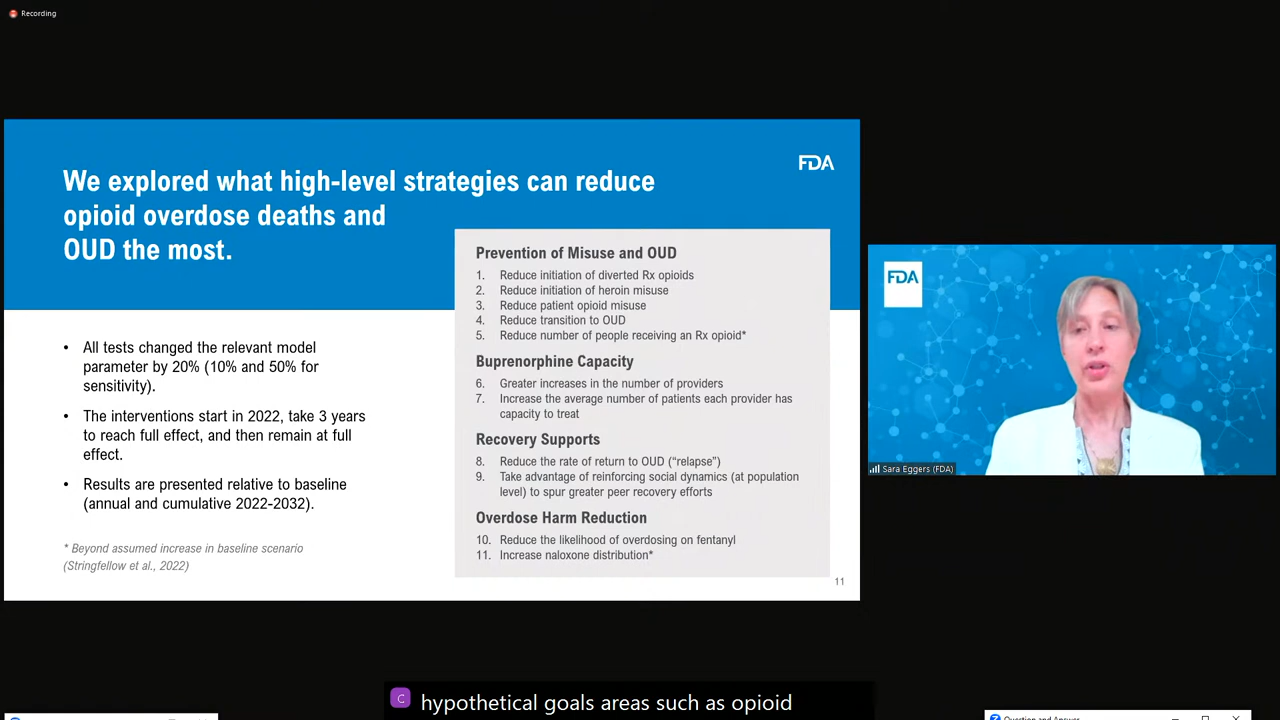 Recording
FDA
We explored what high-level strategies can reduce
opioid overdose deaths and
OUD the most.
• All tests changed the relevant model
parameter by 20% (10% and 50% for
sensitivity).
• The interventions start in 2022, take 3 years
to reach full effect, and then remain at full
effect.
• Results are presented relative to baseline
(annual and cumulative 2022-2032).
* Beyond assumed increase in baseline scenario
(Stringfellow et al., 2022)
Prevention of Misuse and OUD
1. Reduce initiation of diverted Rx opioids
2. Reduce initiation of heroin misuse
3. Reduce patient opioid misuse
4. Reduce transition to OUD
5. Reduce number of people receiving an Rx opioid*
Buprenorphine Capacity
6. Greater increases in the number of providers
7. Increase the average number of patients each provider has
capacity to treat
Recovery Supports
8. Reduce the rate of return to OUD (“relapse”)
9. Take advantage of reinforcing social dynamics (at population
level) to spur greater peer recovery efforts
Overdose Harm Reduction
10. Reduce the likelihood of overdosing on fentanyl
11. Increase naloxone distribution*
11
FDA
Sara Eggers (FDA)
C
hypothetical goals areas such as opioid
Question and Answer